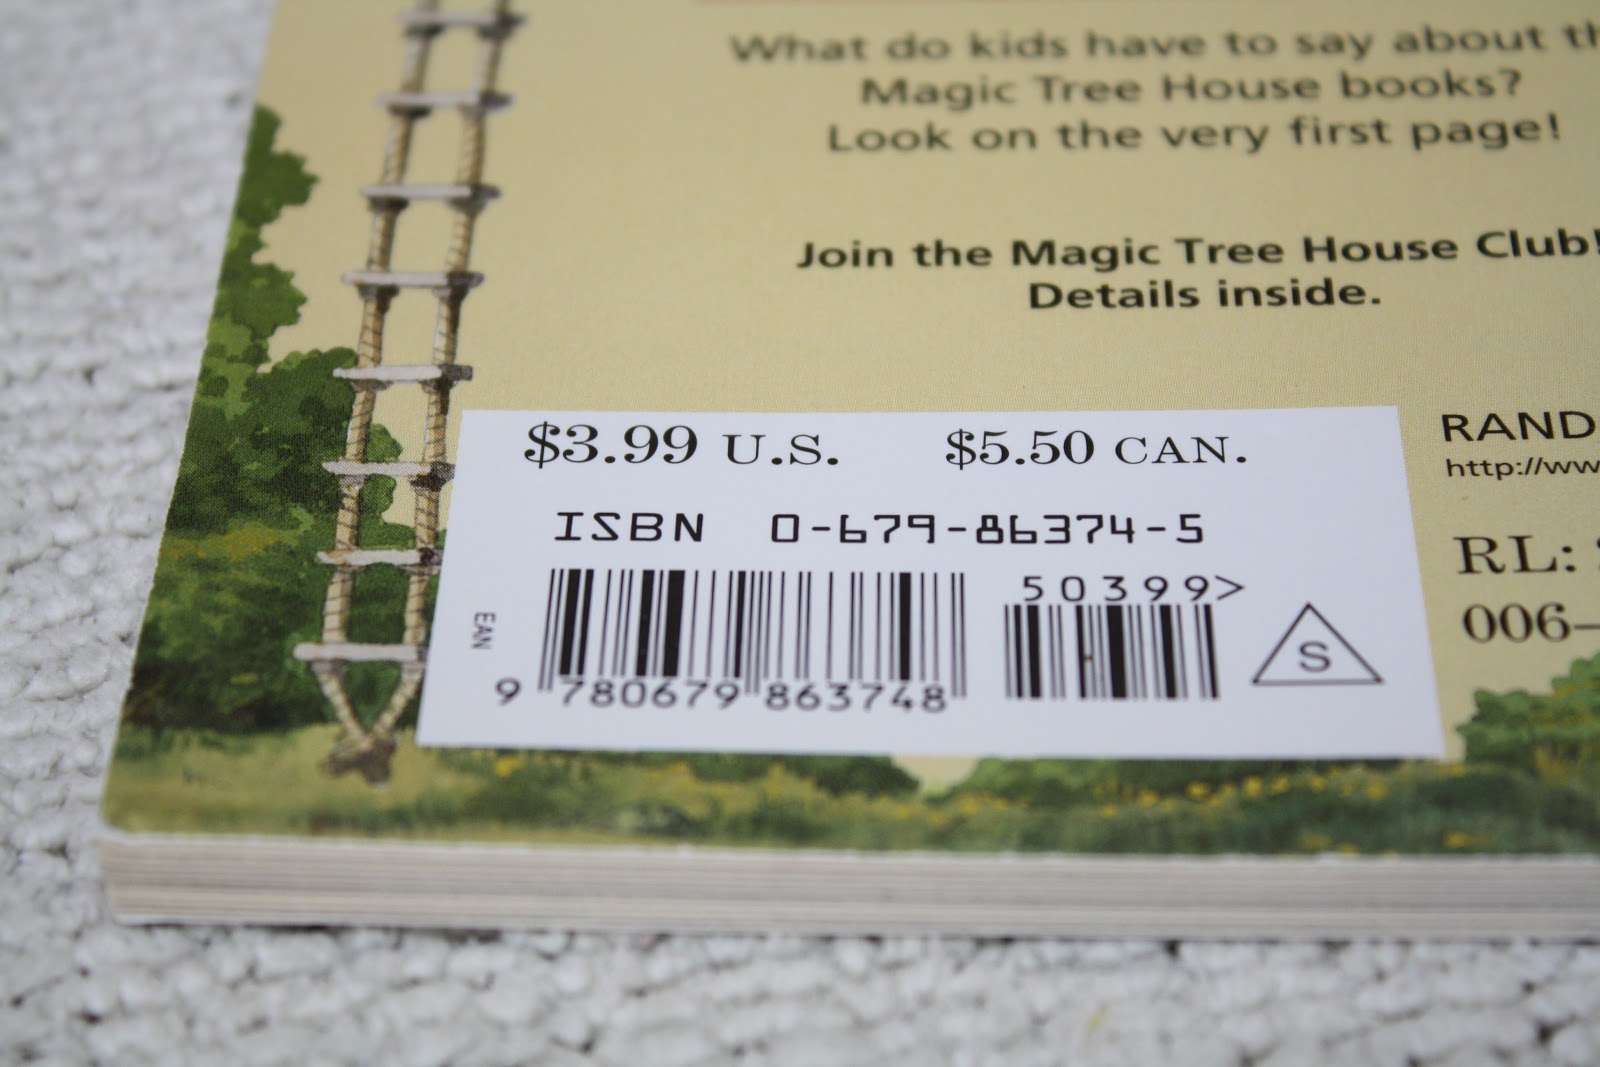 What do kids have to say about th
Magic Tree House books?
Look on the very first page!
Join the Magic Tree House Club!
Details inside.
$3.99 U.S. $5.50 CAN.
ISBN 0-679-86374-5
50399>
EAN
9 780679 863748
S
RAND
http://ww
RL:
006–